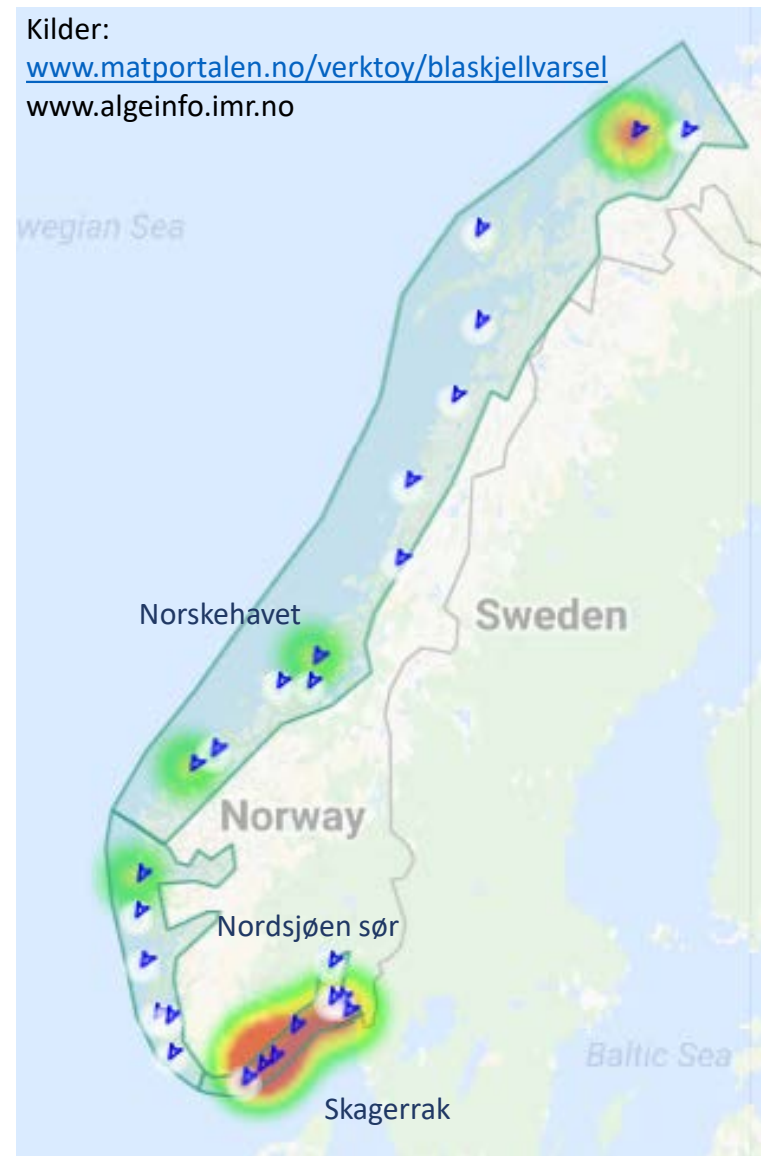 Kilder:
www.matportalen.no/verktoy/blaskjellvarsel
www.algeinfo.imr.no
wegian Sea
Norskehavet
Sweden
Norway
Nordsjøen sør
Baltic Sea
Skagerrak